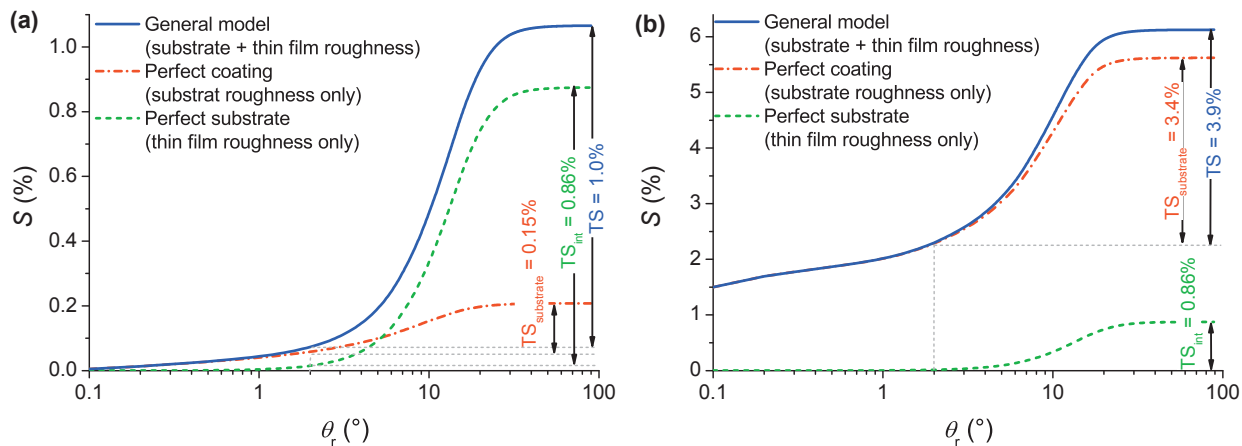 (a)
General model
(substrate + thin film roughness)
Perfect coating
(substrat roughness only)
Perfect substrate
(thin film roughness only)
1.0
0.8
0.6
0.4
0.2
0.0
S (%)
TS_substrate = 0.15%
TS_int = 0.86%
TS = 1.0%
0.1
1
10
100
θ_r (°)
(b)
General model
(substrate + thin film roughness)
Perfect coating
(substrate roughness only)
Perfect substrate
(thin film roughness only)
6
5
4
3
2
1
0
S (%)
TS_substrate = 3.4%
TS = 3.9%
TS_int = 0.86%
0.1
1
10
100
θ_r (°)